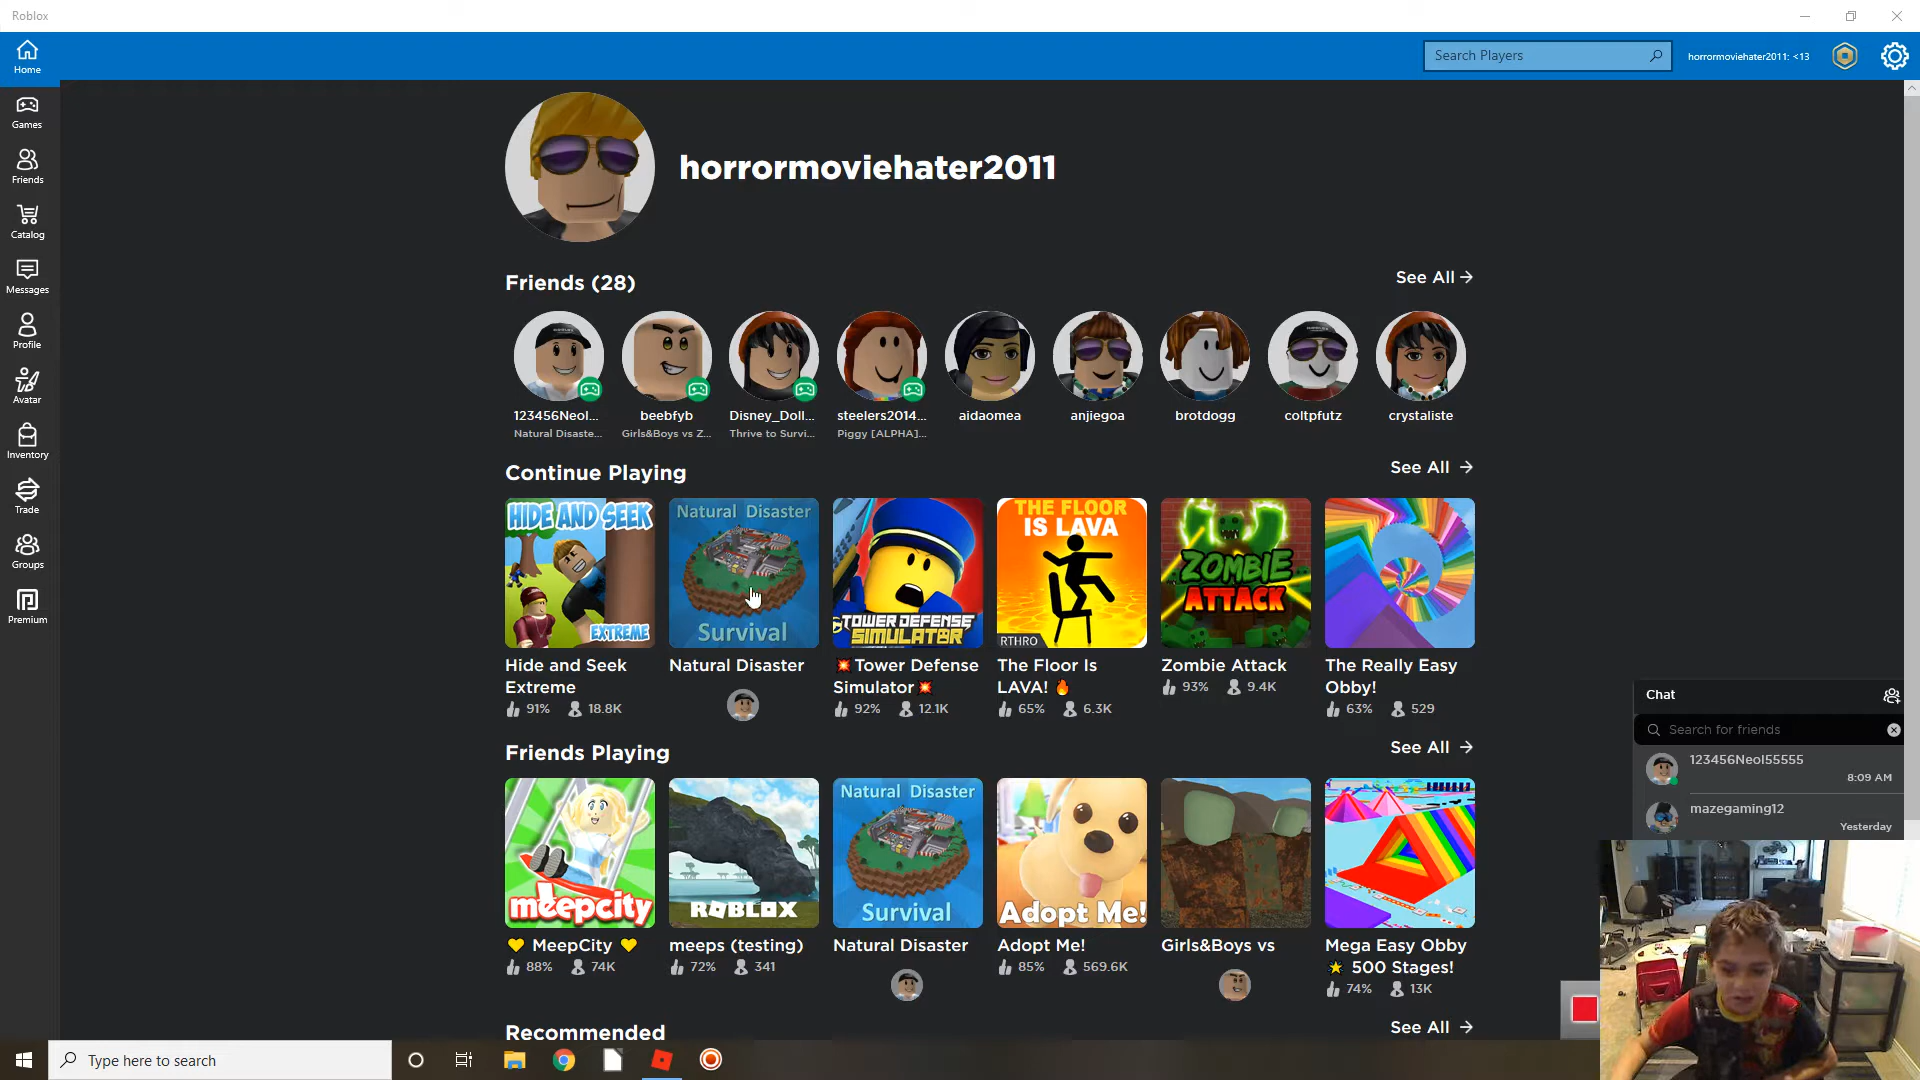 Roblox
Home
Search Players
horrormoviehater2011: <13
Games
Friends
Catalog
Messages
Profile
Avatar
Inventory
Trade
Groups
Premium
horrormoviehater2011
Friends (28)
See All
123456Neol...
beebfyb
Disney_Doll...
steelers2014...
aidaomea
anjiegoa
brotdogg
coltpfutz
crystaliste
Natural Disaste...
Girls&Boys vs Z...
Thrive to Survi...
Piggy [ALPHA]...
Continue Playing
See All
HIDE AND SEEK
EXTREME
Natural Disaster
Survival
TOWER DEFENSE
SIMULATOR
THE FLOOR
IS LAVA
RTHRO
ZOMBIE
ATTACK
Hide and Seek
Extreme
91% 18.8K
Natural Disaster
Tower Defense
Simulator
92% 12.1K
The Floor Is
LAVA!
65% 6.3K
Zombie Attack
93% 9.4K
The Really Easy
Obby!
63% 529
Friends Playing
See All
meepcity
ROBLOX
Natural Disaster
Survival
Adopt Me!
MeepCity
88% 74K
meeps (testing)
72% 341
Natural Disaster
Adopt Me!
85% 569.6K
Girls&Boys vs
Mega Easy Obby
500 Stages!
74% 13K
Recommended
See All
Chat
Search for friends
123456Neol55555
8:09 AM
mazegaming12
Yesterday
Type here to search